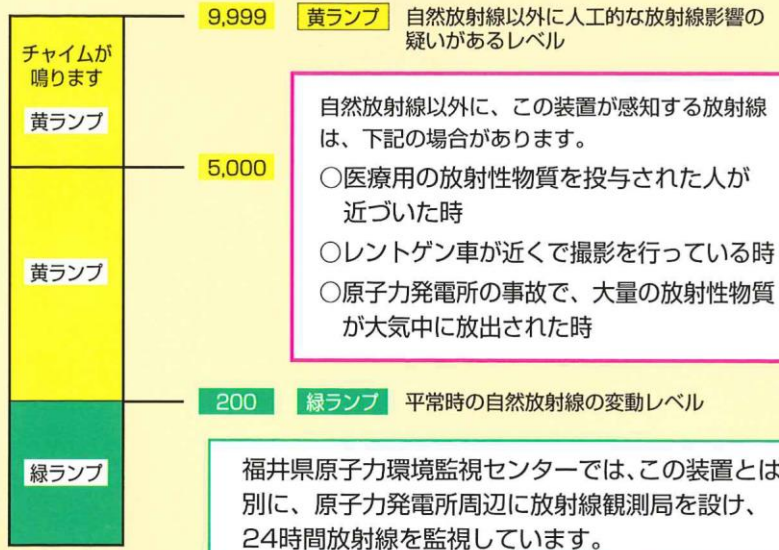 9,999 黄ランプ 自然放射線以外に人工的な放射線影響の
疑いがあるレベル
チャイムが
鳴ります
黄ランプ
自然放射線以外に、この装置が感知する放射線
は、下記の場合があります。
5,000
○医療用の放射性物質を投与された人が
近づいた時
○レントゲン車が近くで撮影を行っている時
黄ランプ
○原子力発電所の事故で、大量の放射性物質
が大気中に放出された時
200 緑ランプ 平常時の自然放射線の変動レベル
緑ランプ
福井県原子力環境監視センターでは、この装置とは
別に、原子力発電所周辺に放射線観測局を設け、
24時間放射線を監視しています。